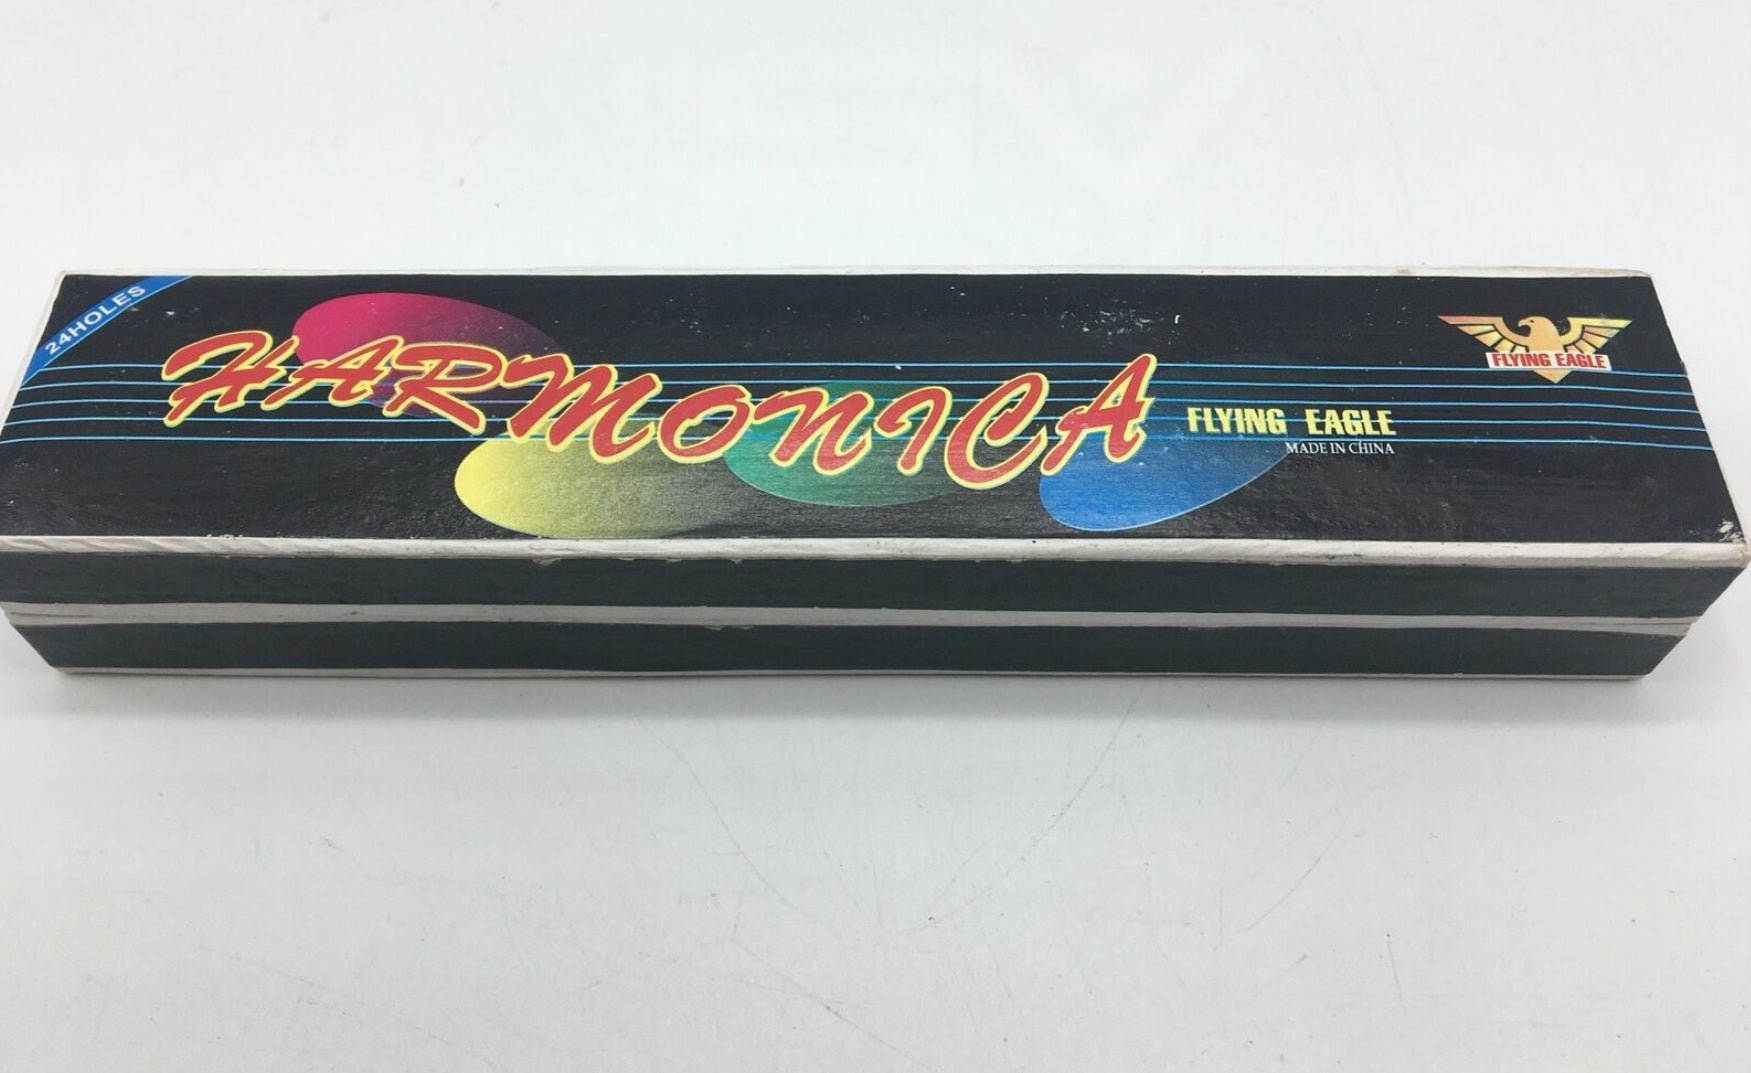 24HOLES
HARMONICA
FLYING EAGLE
MADE IN CHINA
FLYING EAGLE